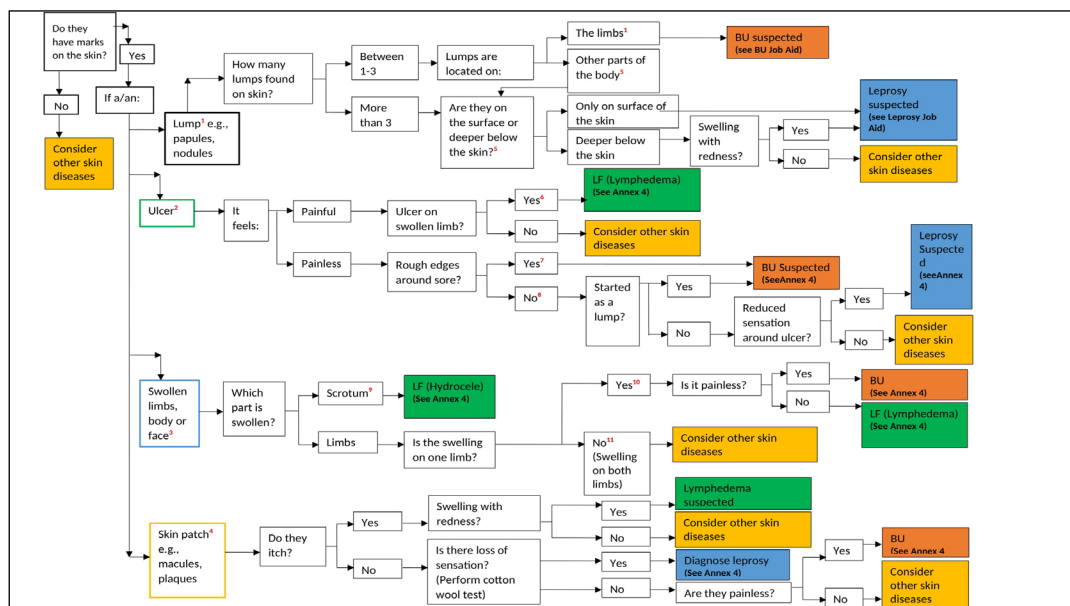 Do they
have marks
on the skin?
Yes
No
If a/an:
Consider
other skin
diseases
Lump1 e.g.,
papules,
nodules
How many
lumps found
on skin?
Between
1-3
More
than 3
Lumps are
located on:
The limbs1
Other parts of
the body5
BU suspected
(see BU Job Aid)
Are they on
the surface or
deeper below
the skin?5
Only on surface of
the skin
Deeper below
the skin
Swelling
with
redness?
Yes
No
Leprosy
suspected
(see Leprosy Job
Aid)
Consider other
skin diseases
Ulcer2
It
feels:
Painful
Ulcer on
swollen limb?
Yes6
No
LF (Lymphedema)
(See Annex 4)
Consider other skin
diseases
Painless
Rough edges
around sore?
Yes7
No8
BU Suspected
(SeeAnnex 4)
Started
as a
lump?
Yes
No
Reduced
sensation
around ulcer?
Yes
No
Leprosy
Suspecte
d
(seeAnnex
4)
Consider
other skin
diseases
Swollen
limbs,
body or
face3
Which
part is
swollen?
Scrotum9
LF (Hydrocele)
(See Annex 4)
Limbs
Is the swelling
on one limb?
Yes10
Is it painless?
Yes
No
BU
(See Annex 4)
LF (Lymphedema)
(See Annex 4)
No11
(Swelling
on both
limbs)
Consider other skin
diseases
Skin patch4
e.g.,
macules,
plaques
Do they
itch?
Yes
No
Swelling with
redness?
Yes
No
Lymphedema
suspected
Consider other skin
diseases
Is there loss of
sensation?
(Perform cotton
wool test)
Yes
No
Diagnose leprosy
(See Annex 4)
Are they painless?
Yes
No
BU
(See Annex 4
Consider
other skin
diseases